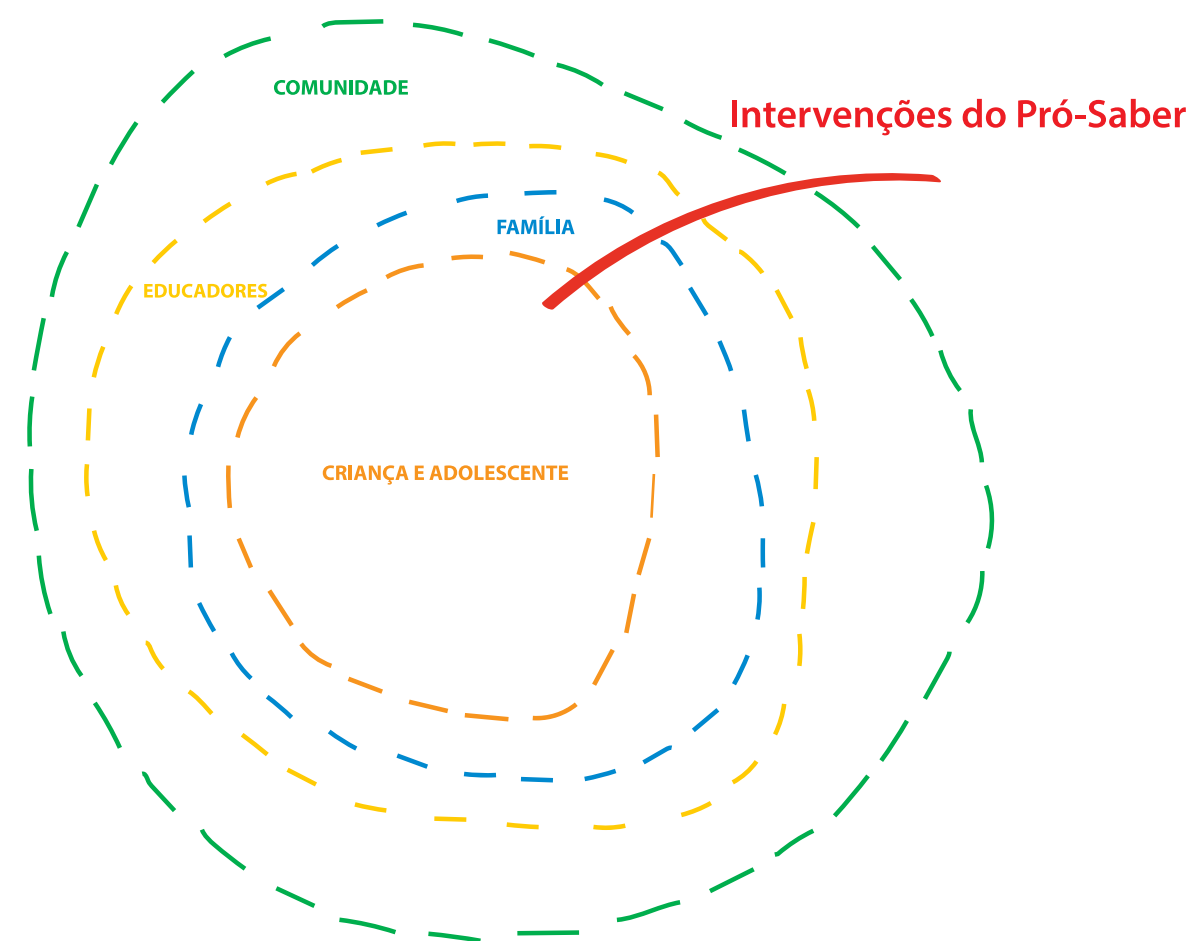 COMUNIDADE
Intervenções do Pró-Saber
FAMÍLIA
EDUCADORES
CRIANÇA E ADOLESCENTE